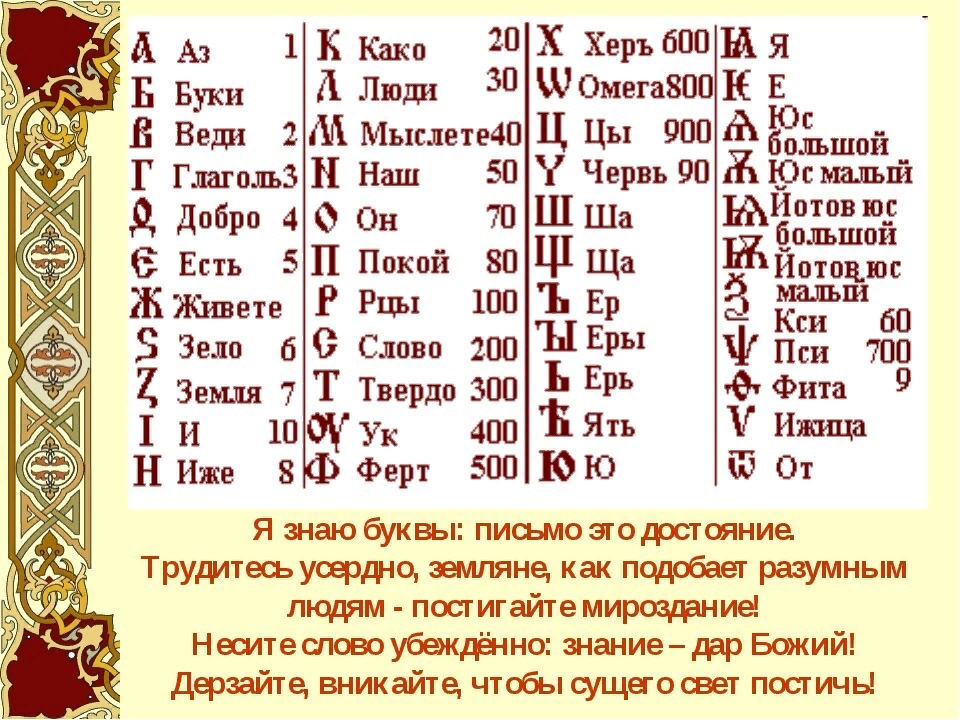 А Аз 1
Б Буки
В Веди 2
Г Глаголь 3
Д Добро 4
Є Есть 5
Ж Живете
Ѕ Зело 6
Ꙁ Земля 7
І И 10
Н Иже 8
К Како 20
Л Люди 30
М Мыслете 40
N Наш 50
О Он 70
П Покой 80
Р Рцы 100
С Слово 200
Т Твердо 300
ОУ Ук 400
Ф Ферт 500
Х Херъ 600
Ѡ Омега 800
Ц Цы 900
Ч Червь 90
Ш Ша
Щ Ща
Ъ Ер
Ꙑ Еры
Ь Ерь
Ѣ Ять
Ю Ю
Ꙗ Я
Ѥ Е
Ѧ Юс
большой
Ѫ Юс малый
Ѩ Йотов юс
большой
Ѭ Йотов юс
малый
Ѯ Кси 60
Ѱ Пси 700
Ѳ Фита 9
Ѵ Ижица
Ѿ От
Я знаю буквы: письмо это достояние.
Трудитесь усердно, земляне, как подобает разумным
людям - постигайте мироздание!
Несите слово убеждённо: знание – дар Божий!
Дерзайте, вникайте, чтобы сущего свет постичь!